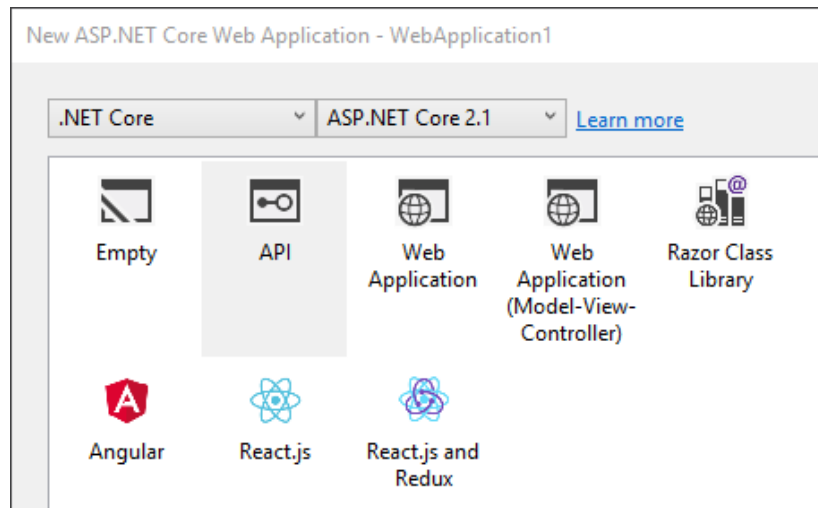 New ASP.NET Core Web Application - WebApplication1
.NET Core
ASP.NET Core 2.1
Learn more
Empty
API
Web
Application
Web
Application
(Model-View-
Controller)
Razor Class
Library
Angular
React.js
React.js and
Redux